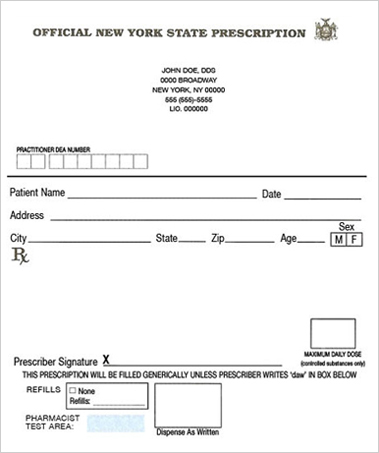 OFFICIAL NEW YORK STATE PRESCRIPTION
JOHN DOE, DDS
0000 BROADWAY
NEW YORK, NY 00000
555 (555)-5555
LIC. 000000
PRACTITIONER DEA NUMBER
Patient Name Date
Address
Sex
City State Zip Age M F
Rx
MAXIMUM DAILY DOSE
(controlled substances only)
Prescriber Signature X
THIS PRESCRIPTION WILL BE FILLED GENERICALLY UNLESS PRESCRIBER WRITES 'daw' IN BOX BELOW
REFILLS None
Refills:
PHARMACIST
TEST AREA:
Dispense As Written